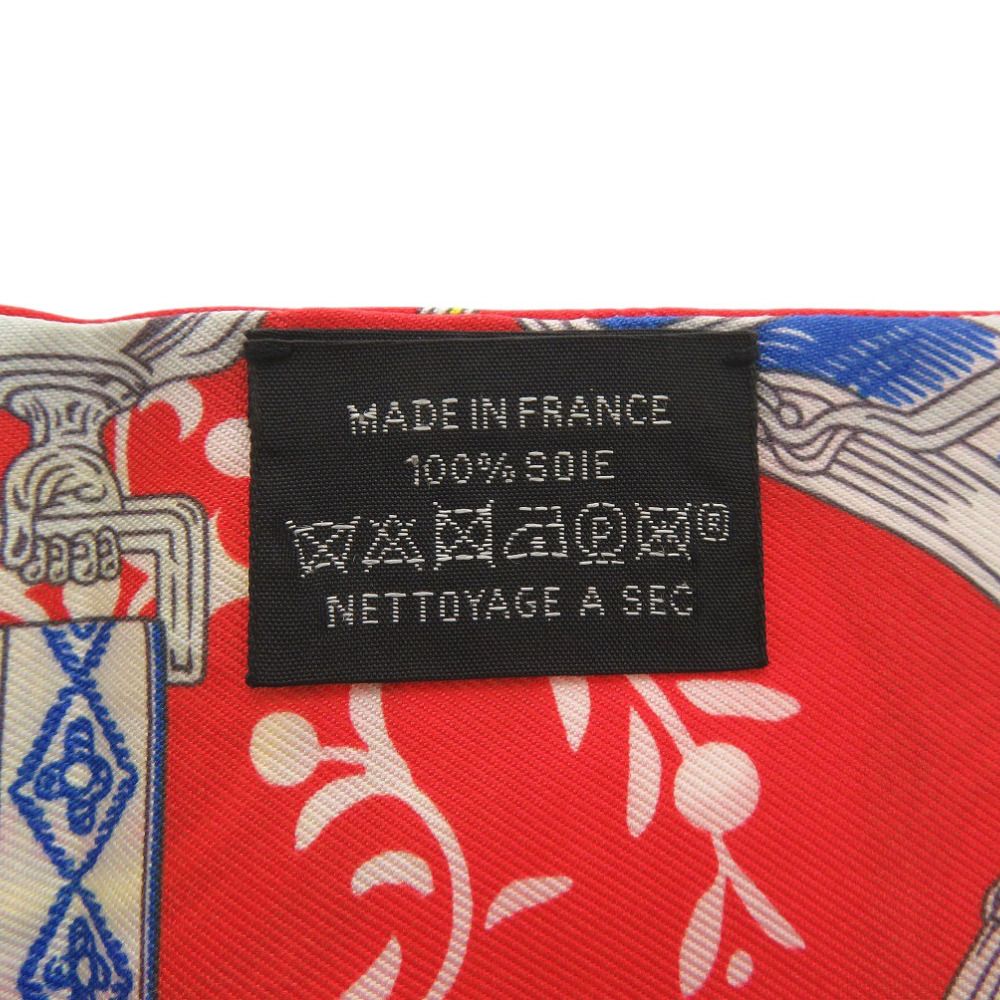 MADE IN FRANCE
100% SOIE
P ®
NETTOYAGE A SEC